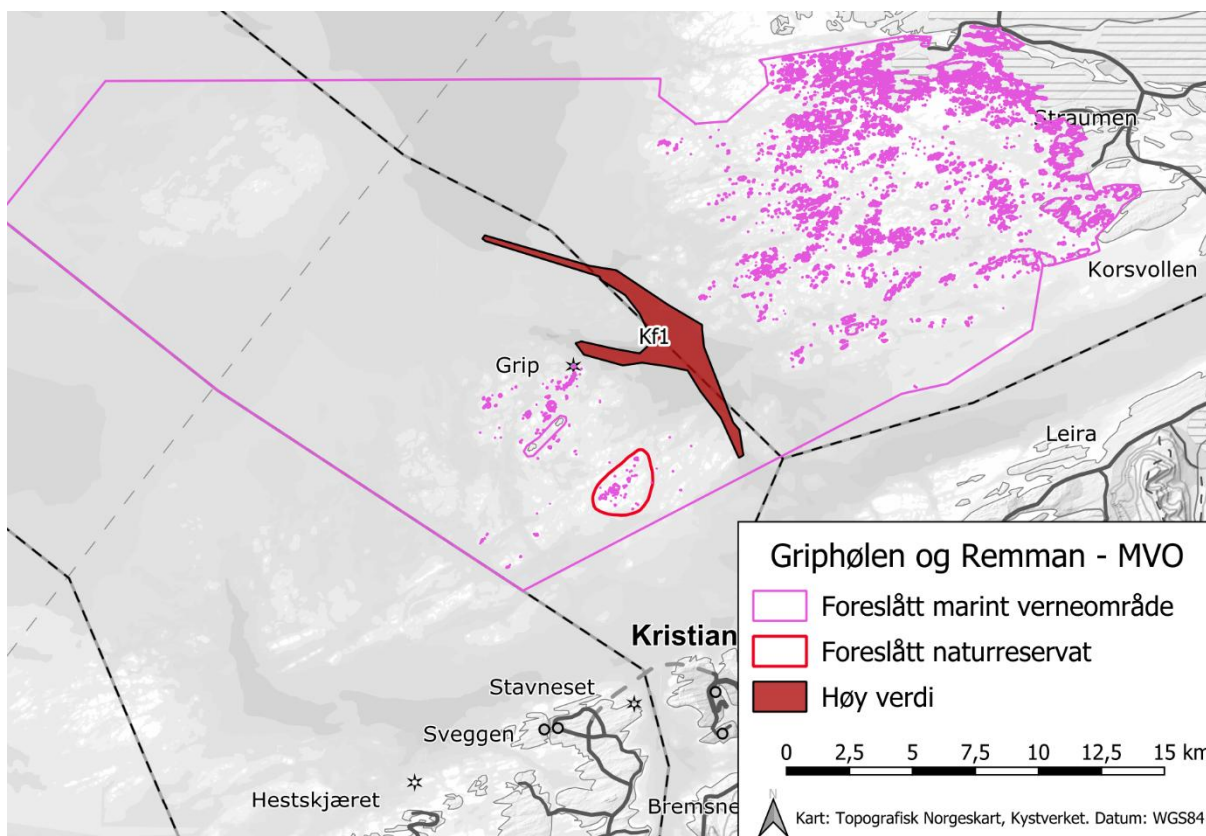 Straumen
Korsvollen
Kf1
Grip
Leira
Kristian
Stavneset
Sveggen
Hestskjæret
Bremsne
Griphølen og Remman - MVO
Foreslått marint verneområde
Foreslått naturreservat
Høy verdi
0 2,5 5 7,5 10 12,5 15 km
N
Kart: Topografisk Norgeskart, Kystverket. Datum: WGS84